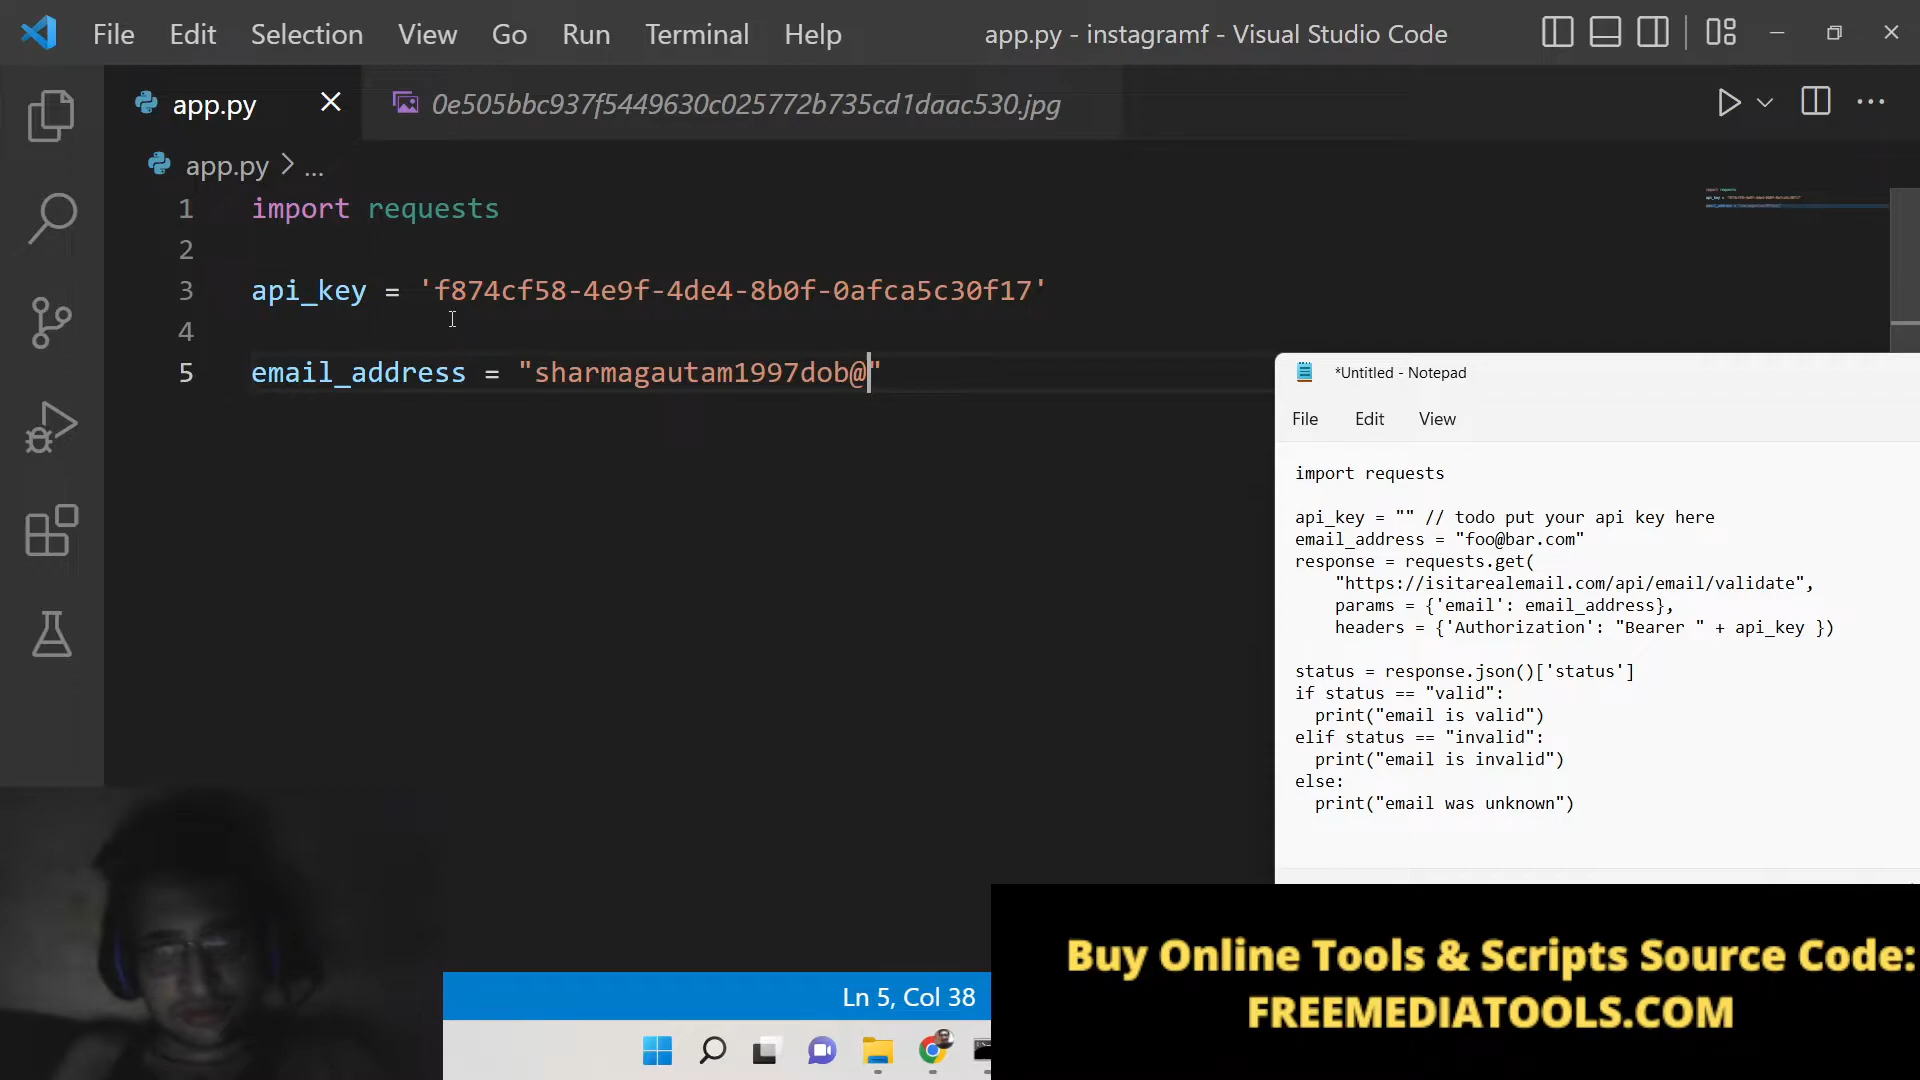 File Edit Selection View Go Run Terminal Help app.py - instagramf - Visual Studio Code
app.py 0e505bbc937f5449630c025772b735cd1daac530.jpg
app.py > ...
1 import requests
2
3 api_key = 'f874cf58-4e9f-4de4-8b0f-0afca5c30f17'
4
5 email_address = "sharmagautam1997dob@"
*Untitled - Notepad
File Edit View
import requests
api_key = "" // todo put your api key here
email_address = "foo@bar.com"
response = requests.get(
"https://isitarealemail.com/api/email/validate",
params = {'email': email_address},
headers = {'Authorization': "Bearer " + api_key })
status = response.json()['status']
if status == "valid":
print("email is valid")
elif status == "invalid":
print("email is invalid")
else:
print("email was unknown")
Ln 5, Col 38
Buy Online Tools & Scripts Source Code:
FREEMEDIATOOLS.COM